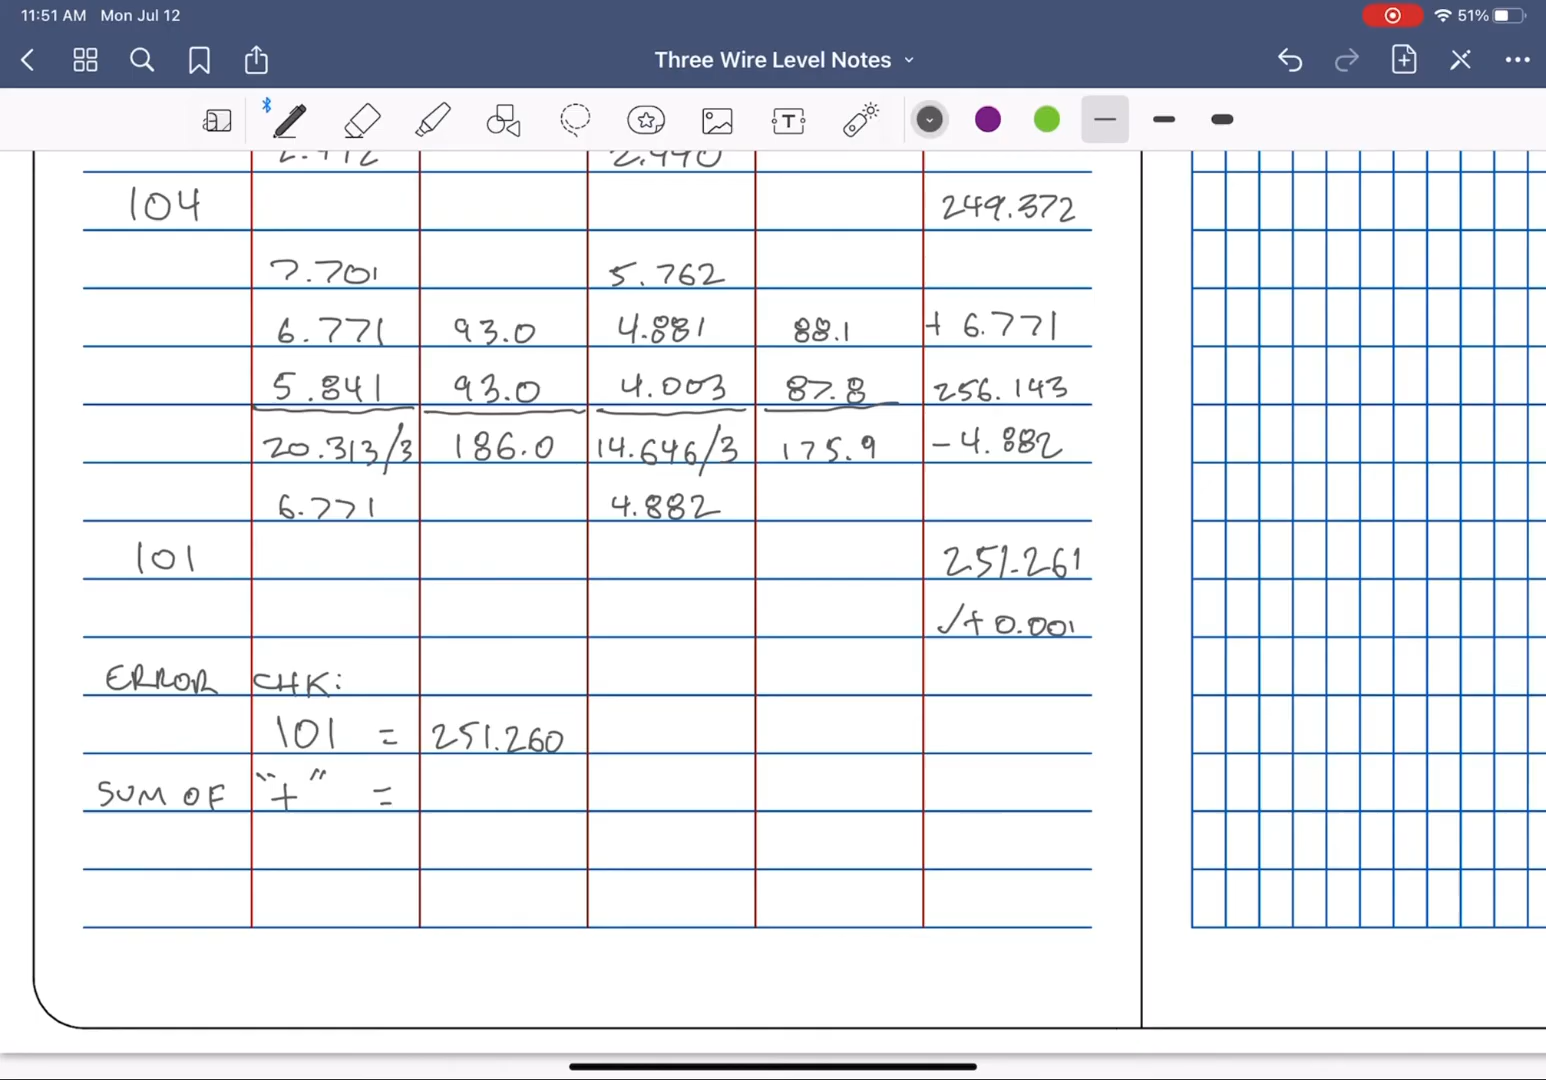 11:51 AM Mon Jul 12 51%
Three Wire Level Notes
104 249.372
7.701 5.762
6.771 93.0 4.881 88.1 + 6.771
5.841 93.0 4.003 87.8 256.143
20.313/3 186.0 14.646/3 175.9 - 4.882
6.771 4.882
101 251.261
√+ 0.001
ERROR CHK:
101 = 251.260
SUM OF "+" =